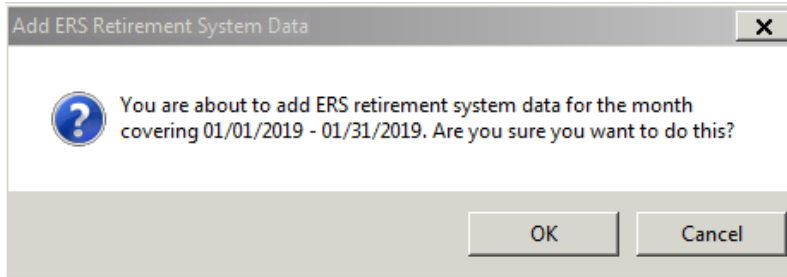 Add ERS Retirement System Data
You are about to add ERS retirement system data for the month
covering 01/01/2019 - 01/31/2019. Are you sure you want to do this?
OK
Cancel